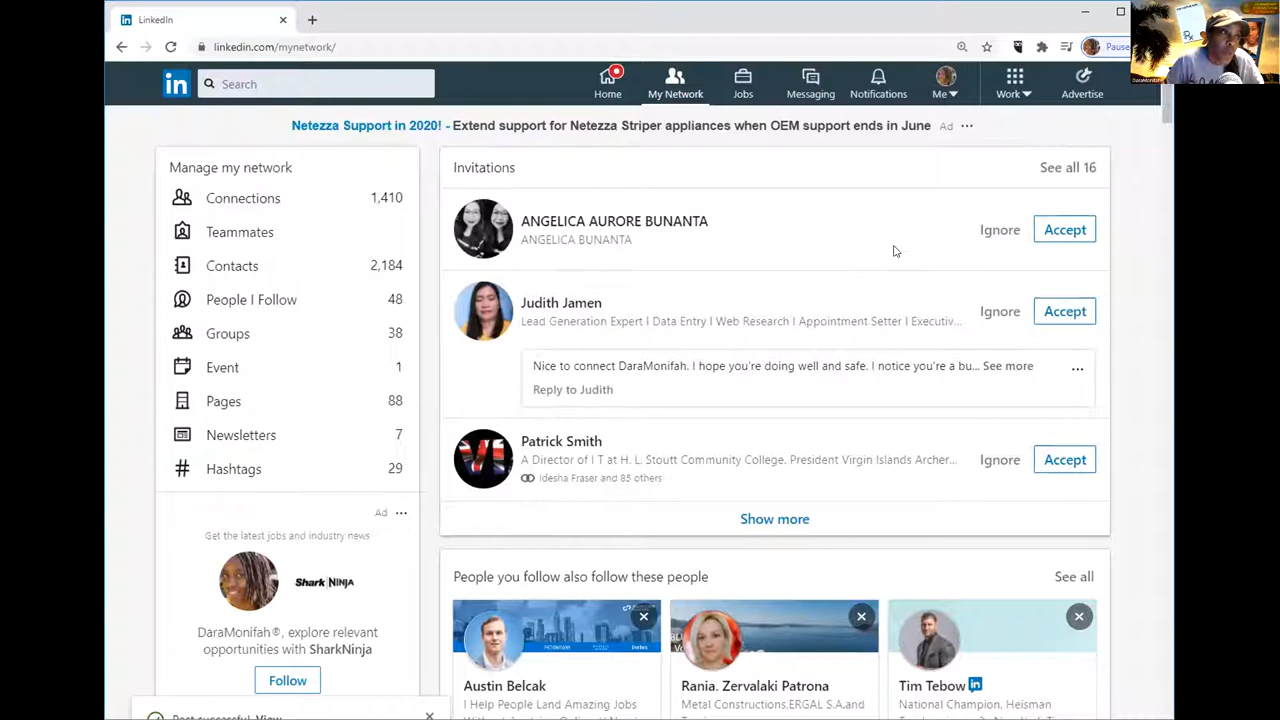 LinkedIn
linkedin.com/mynetwork/
Pause
in
Search
Home
My Network
Jobs
Messaging
Notifications
Me
Work
Advertise
Netezza Support in 2020! - Extend support for Netezza Striper appliances when OEM support ends in June Ad
Manage my network
Connections 1,410
Teammates
Contacts 2,184
People I Follow 48
Groups 38
Event 1
Pages 88
Newsletters 7
Hashtags 29
Ad
Get the latest jobs and industry news
Shark NINJA
DaraMonifah®, explore relevant
opportunities with SharkNinja
Follow
Post successful. View
Invitations See all 16
ANGELICA AURORE BUNANTA
ANGELICA BUNANTA
Ignore Accept
Judith Jamen
Lead Generation Expert I Data Entry I Web Research I Appointment Setter I Executiv...
Ignore Accept
Nice to connect DaraMonifah. I hope you're doing well and safe. I notice you're a bu... See more
Reply to Judith
Patrick Smith
A Director of I T at H. L. Stoutt Community College. President Virgin Islands Archer...
Idesha Fraser and 85 others
Ignore Accept
Show more
People you follow also follow these people See all
Austin Belcak
I Help People Land Amazing Jobs
Rania. Zervalaki Patrona
Metal Constructions,ERGAL S.A,and
Tim Tebow in
National Champion, Heisman